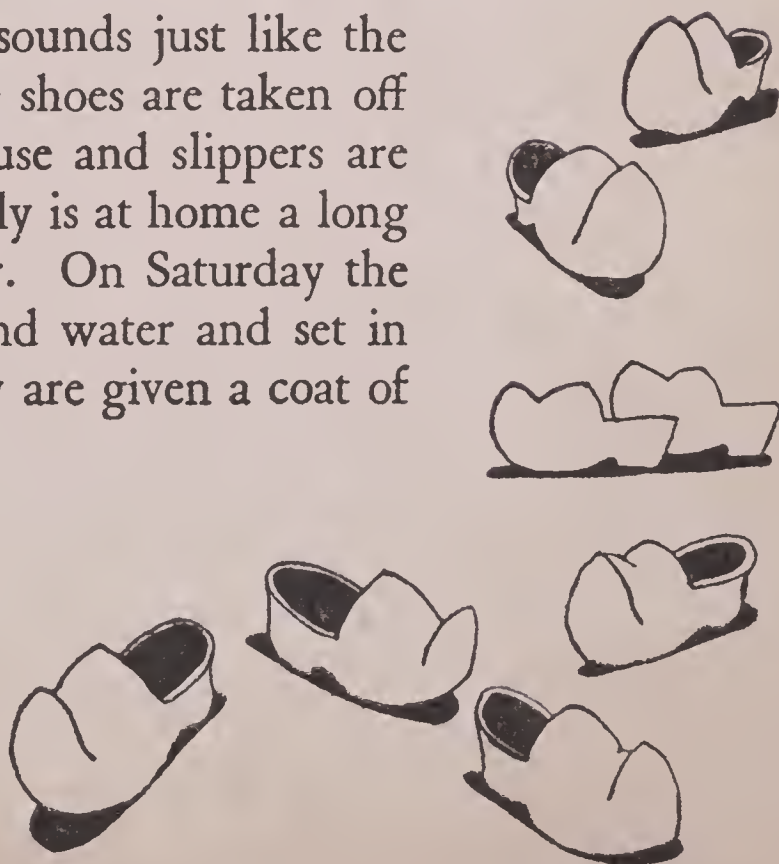 sounds just like the
shoes are taken off
use and slippers are
ly is at home a long
. On Saturday the
nd water and set in
are given a coat of